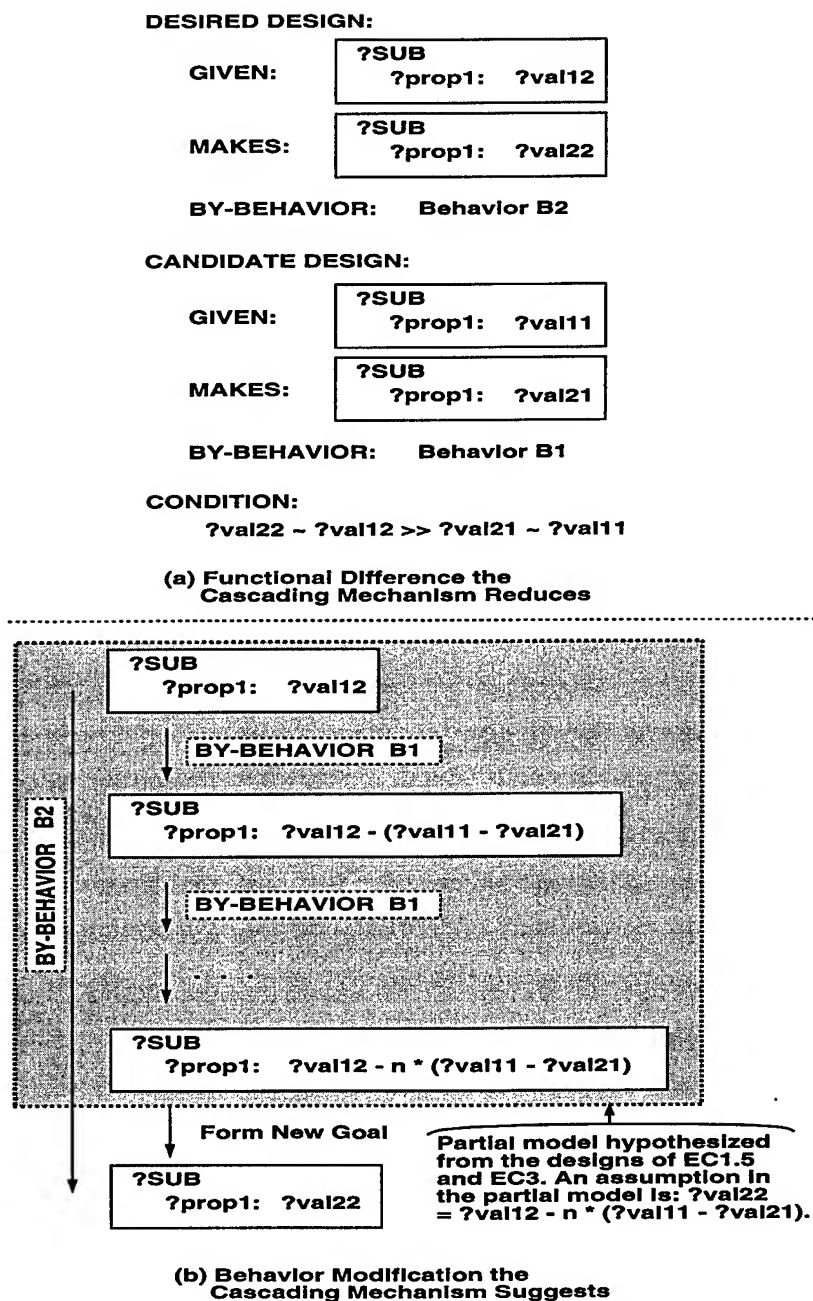 DESIRED DESIGN:
GIVEN:
?SUB
?prop1: ?val12
MAKES:
?SUB
?prop1: ?val22
BY-BEHAVIOR: Behavior B2
CANDIDATE DESIGN:
GIVEN:
?SUB
?prop1: ?val11
MAKES:
?SUB
?prop1: ?val21
BY-BEHAVIOR: Behavior B1
CONDITION:
?val22 ~ ?val12 >> ?val21 ~ ?val11
(a) Functional Difference the
Cascading Mechanism Reduces
?SUB
?prop1: ?val12
BY-BEHAVIOR B1
?SUB
?prop1: ?val12 - (?val11 - ?val21)
BY-BEHAVIOR B2
BY-BEHAVIOR B1
. . .
?SUB
?prop1: ?val12 - n * (?val11 - ?val21)
Form New Goal
?SUB
?prop1: ?val22
Partial model hypothesized
from the designs of EC1.5
and EC3. An assumption in
the partial model is: ?val22
= ?val12 - n * (?val11 - ?val21).
(b) Behavior Modification the
Cascading Mechanism Suggests